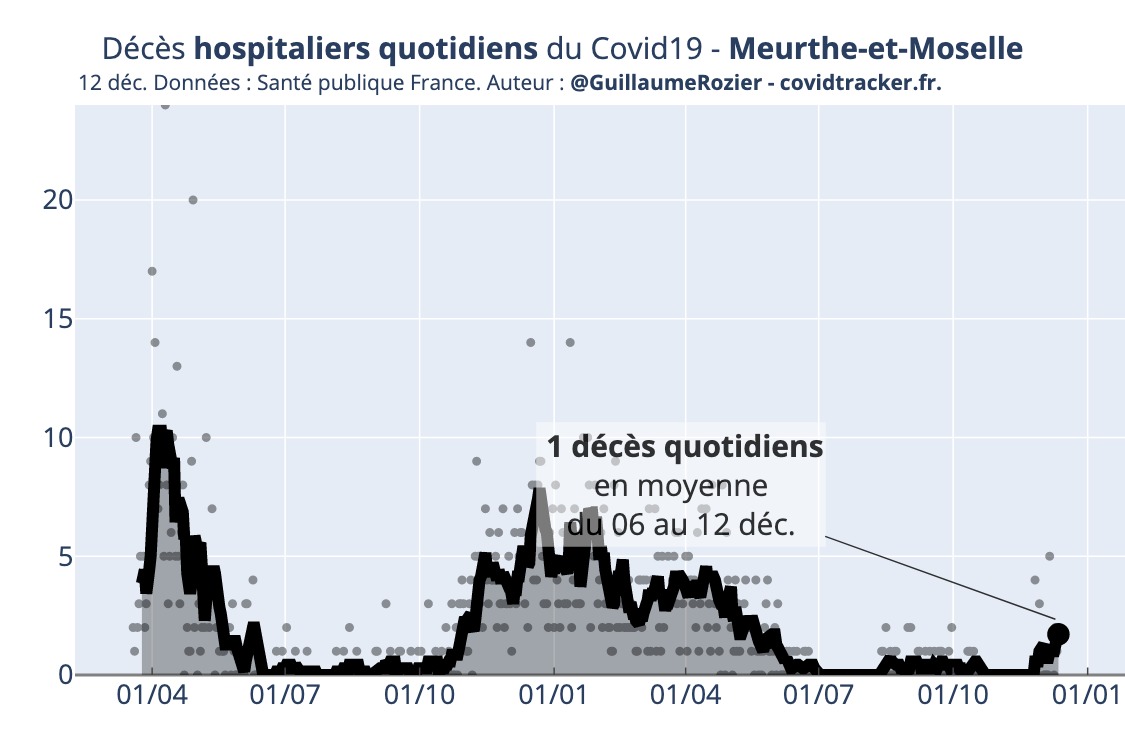 Décès hospitaliers quotidiens du Covid19 - Meurthe-et-Moselle
12 déc. Données : Santé publique France. Auteur : @GuillaumeRozier - covidtracker.fr.
20
15
10
5
0
1 décès quotidiens
en moyenne
du 06 au 12 déc.
01/04 01/07 01/10 01/01 01/04 01/07 01/10 01/01